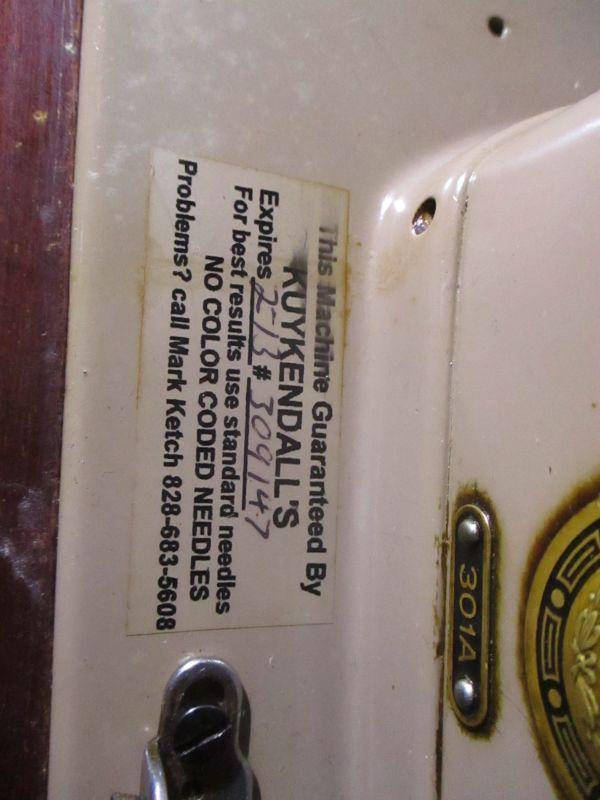 This Machine Guaranteed By
KUYKENDALL'S
Expires 2-13 # 309147
For best results use standard needles
NO COLOR CODED NEEDLES
Problems? call Mark Ketch 828-683-5608
301A